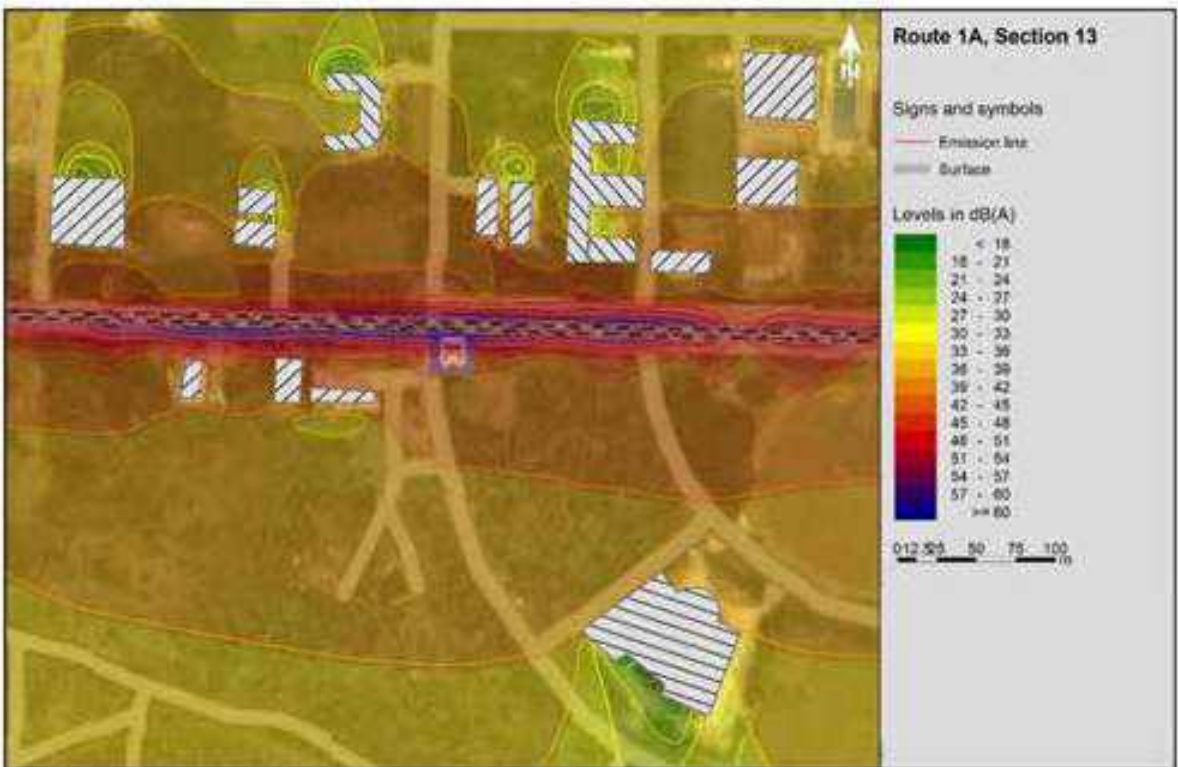 N
Route 1A, Section 13
Signs and symbols
Emission line
Surface
Levels in dB(A)
< 18
18 - 21
21 - 24
24 - 27
27 - 30
30 - 33
33 - 36
36 - 39
39 - 42
42 - 45
45 - 48
48 - 51
51 - 54
54 - 57
57 - 60
>= 60
012.525 50 75 100
m